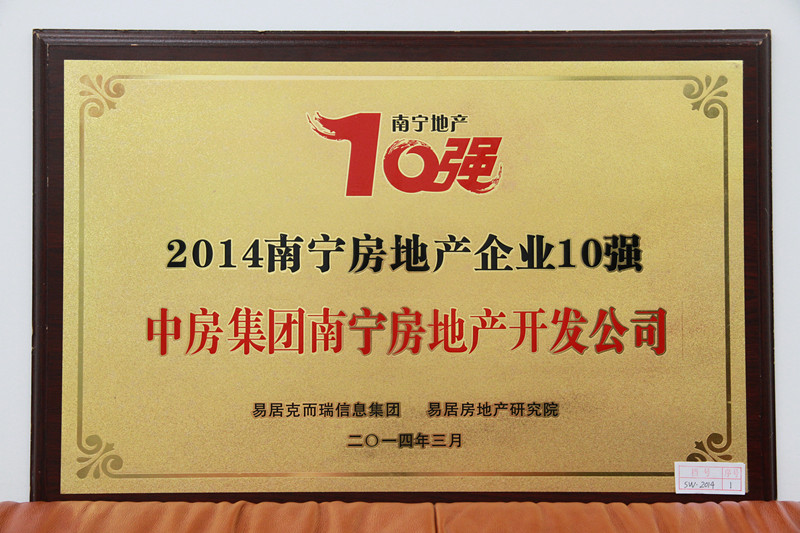 南宁地产
10强
2014南宁房地产企业10强
中房集团南宁房地产开发公司
易居克而瑞信息集团 易居房地产研究院
二〇一四年三月
SW-2014 1